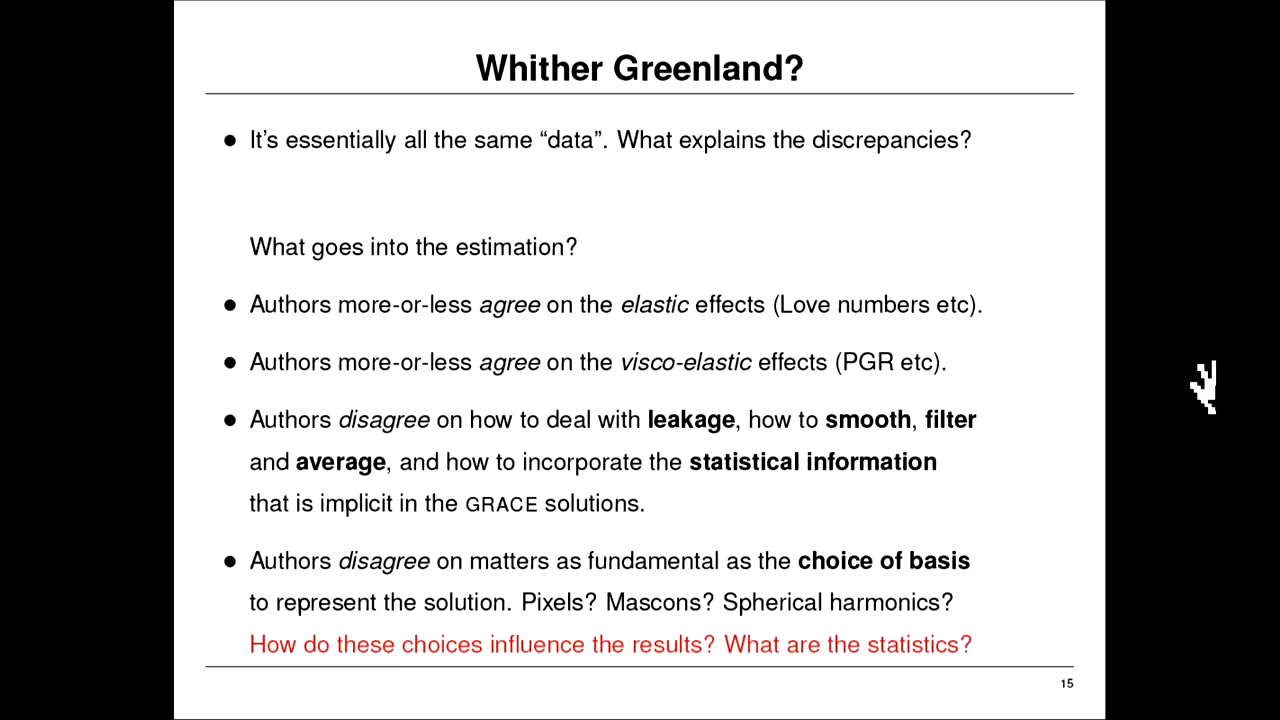 Whither Greenland?
● It’s essentially all the same “data”. What explains the discrepancies?
What goes into the estimation?
● Authors more-or-less agree on the elastic effects (Love numbers etc).
● Authors more-or-less agree on the visco-elastic effects (PGR etc).
● Authors disagree on how to deal with leakage, how to smooth, filter
and average, and how to incorporate the statistical information
that is implicit in the GRACE solutions.
● Authors disagree on matters as fundamental as the choice of basis
to represent the solution. Pixels? Mascons? Spherical harmonics?
How do these choices influence the results? What are the statistics?
15